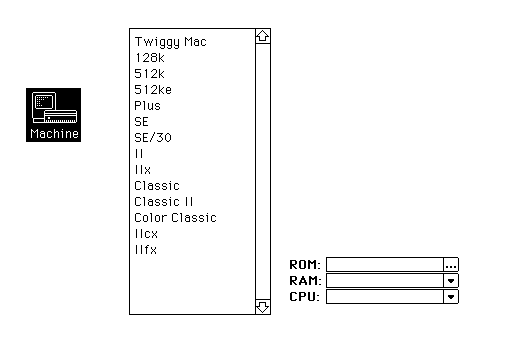 Machine
Twiggy Mac
128k
512k
512ke
Plus
SE
SE/30
II
IIx
Classic
Classic II
Color Classic
IIcx
IIfx
ROM: ...
RAM:
CPU: